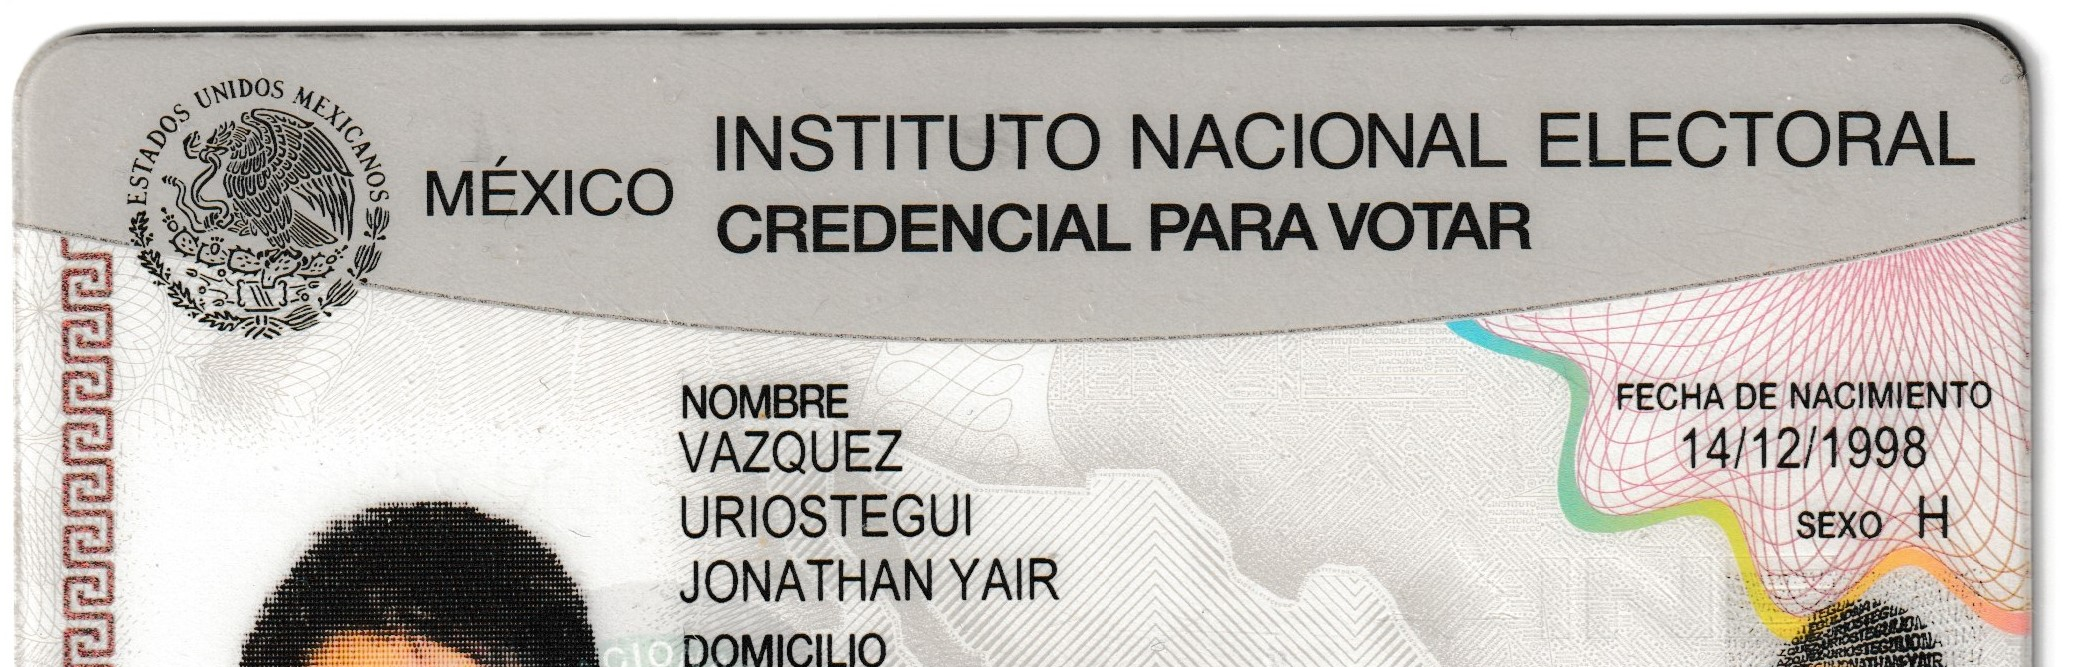 ESTADOS UNIDOS MEXICANOS
MÉXICO
INSTITUTO NACIONAL ELECTORAL
CREDENCIAL PARA VOTAR
NOMBRE
VAZQUEZ
URIOSTEGUI
JONATHAN YAIR
DOMICILIO
FECHA DE NACIMIENTO
14/12/1998
SEXO H